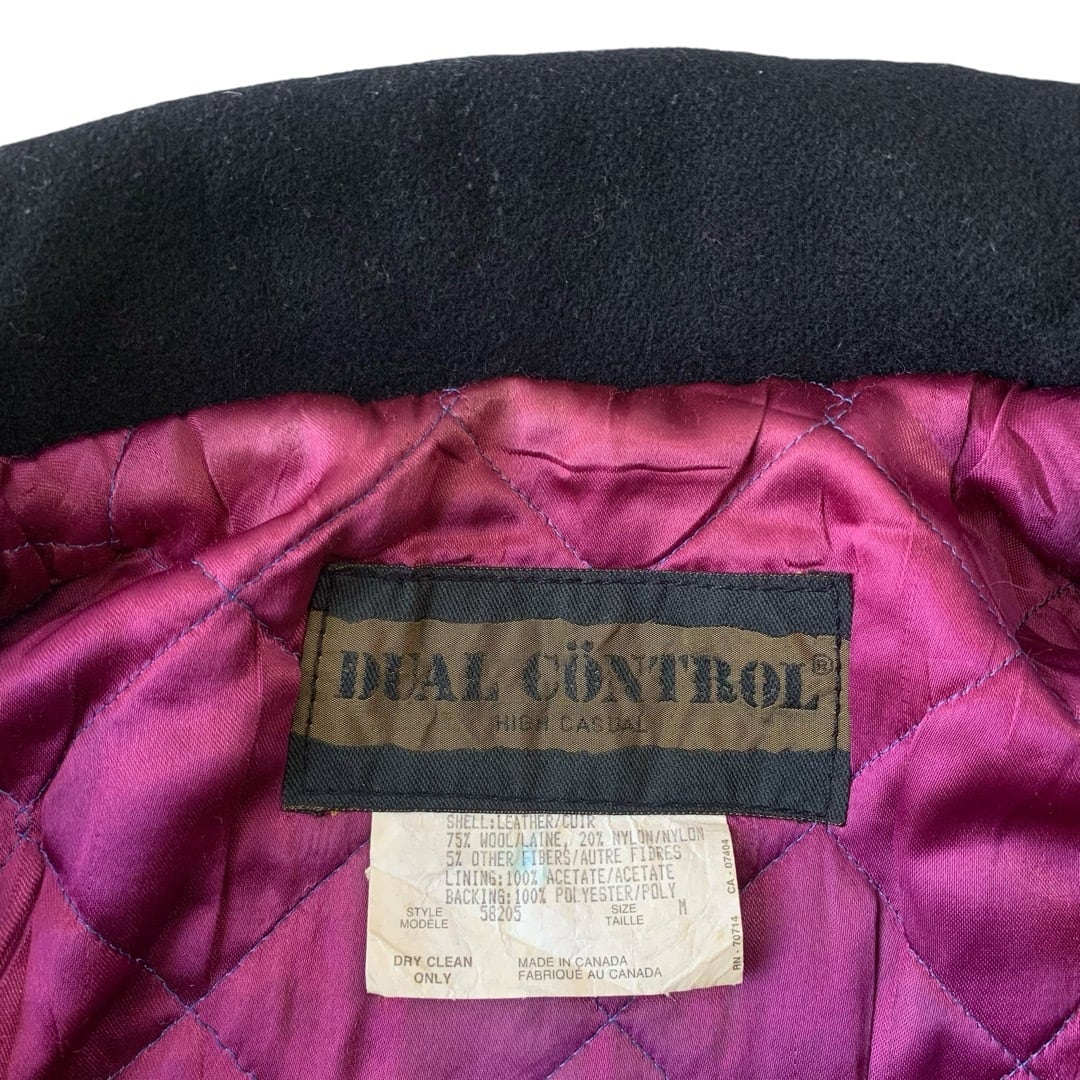 DUAL CÖNTROL®
HIGH CASUAL
SHELL:LEATHER/CUIR
75% WOOL/LAINE, 20% NYLON/NYLON
5% OTHER FIBERS/AUTRE FIBRES
LINING:100% ACETATE/ACETATE
BACKING:100% POLYESTER/POLY
STYLE
MODÈLE
58205
SIZE
TAILLE
M
DRY CLEAN
ONLY
MADE IN CANADA
FABRIQUÉ AU CANADA
RN - 70714 CA - 07404